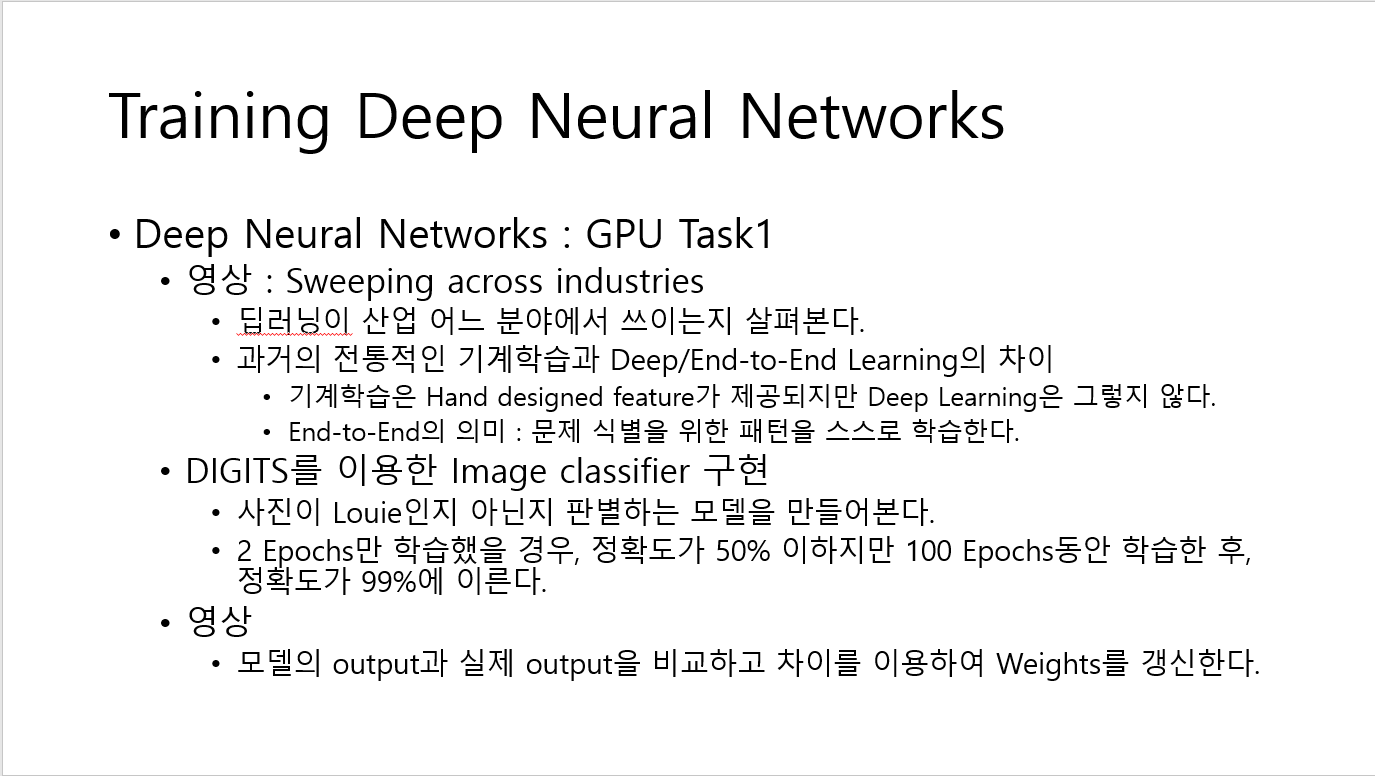 Training Deep Neural Networks
• Deep Neural Networks : GPU Task1
• 영상 : Sweeping across industries
• 딥러닝이 산업 어느 분야에서 쓰이는지 살펴본다.
• 과거의 전통적인 기계학습과 Deep/End-to-End Learning의 차이
• 기계학습은 Hand designed feature가 제공되지만 Deep Learning은 그렇지 않다.
• End-to-End의 의미 : 문제 식별을 위한 패턴을 스스로 학습한다.
• DIGITS를 이용한 Image classifier 구현
• 사진이 Louie인지 아닌지 판별하는 모델을 만들어본다.
• 2 Epochs만 학습했을 경우, 정확도가 50% 이하지만 100 Epochs동안 학습한 후,
정확도가 99%에 이른다.
• 영상
• 모델의 output과 실제 output을 비교하고 차이를 이용하여 Weights를 갱신한다.